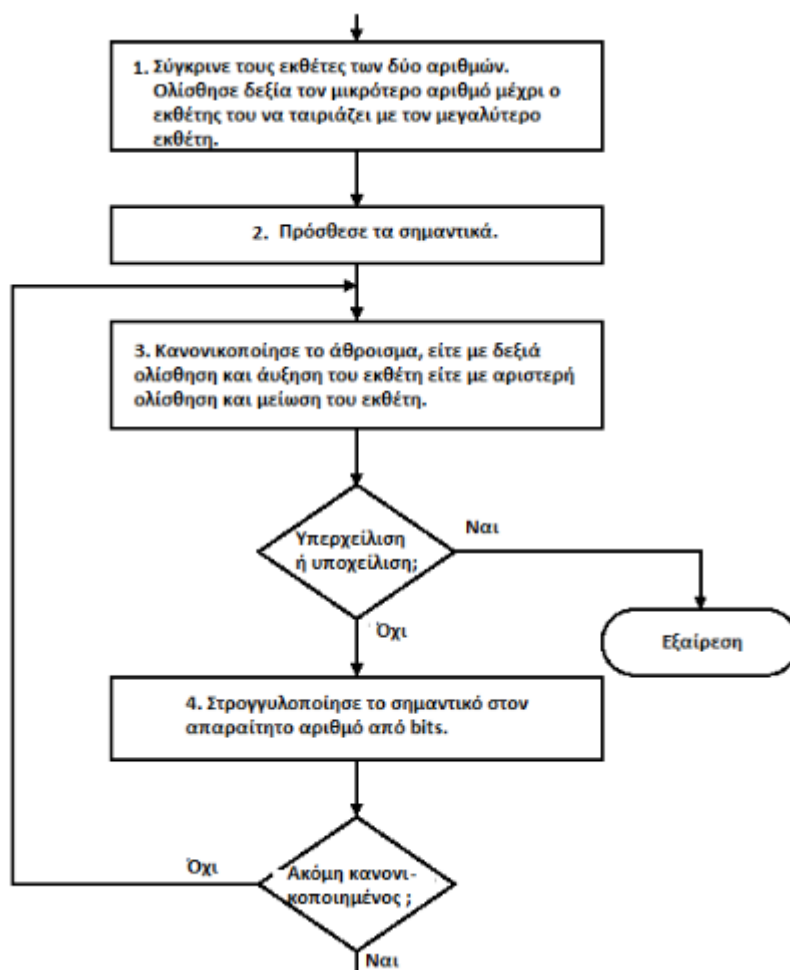 1. Σύγκρινε τους εκθέτες των δύο αριθμών.
Ολίσθησε δεξία τον μικρότερο αριθμό μέχρι ο
εκθέτης του να ταιριάζει με τον μεγαλύτερο
εκθέτη.
2. Πρόσθεσε τα σημαντικά.
3. Κανονικοποίησε το άθροισμα, είτε με δεξιά
ολίσθηση και άυξηση του εκθέτη είτε με αριστερή
ολίσθηση και μείωση του εκθέτη.
Υπερχείλιση
ή υποχείλιση;
Ναι
Εξαίρεση
Όχι
4. Στρογγυλοποίησε το σημαντικό στον
απαραίτητο αριθμό από bits.
Ακόμη κανονι-
κοποιημένος ;
Όχι
Ναι